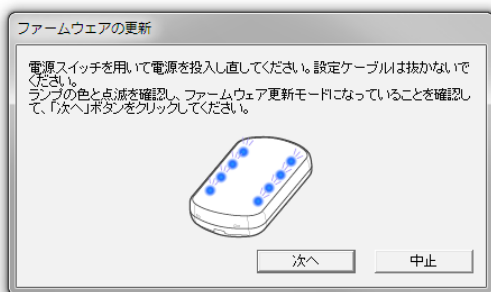 ファームウェアの更新
電源スイッチを用いて電源を投入し直してください。設定ケーブルは抜かないで
ください。
ランプの色と点滅を確認し、ファームウェア更新モードになっていることを確認し
て、「次へ」ボタンをクリックしてください。
次へ
中止